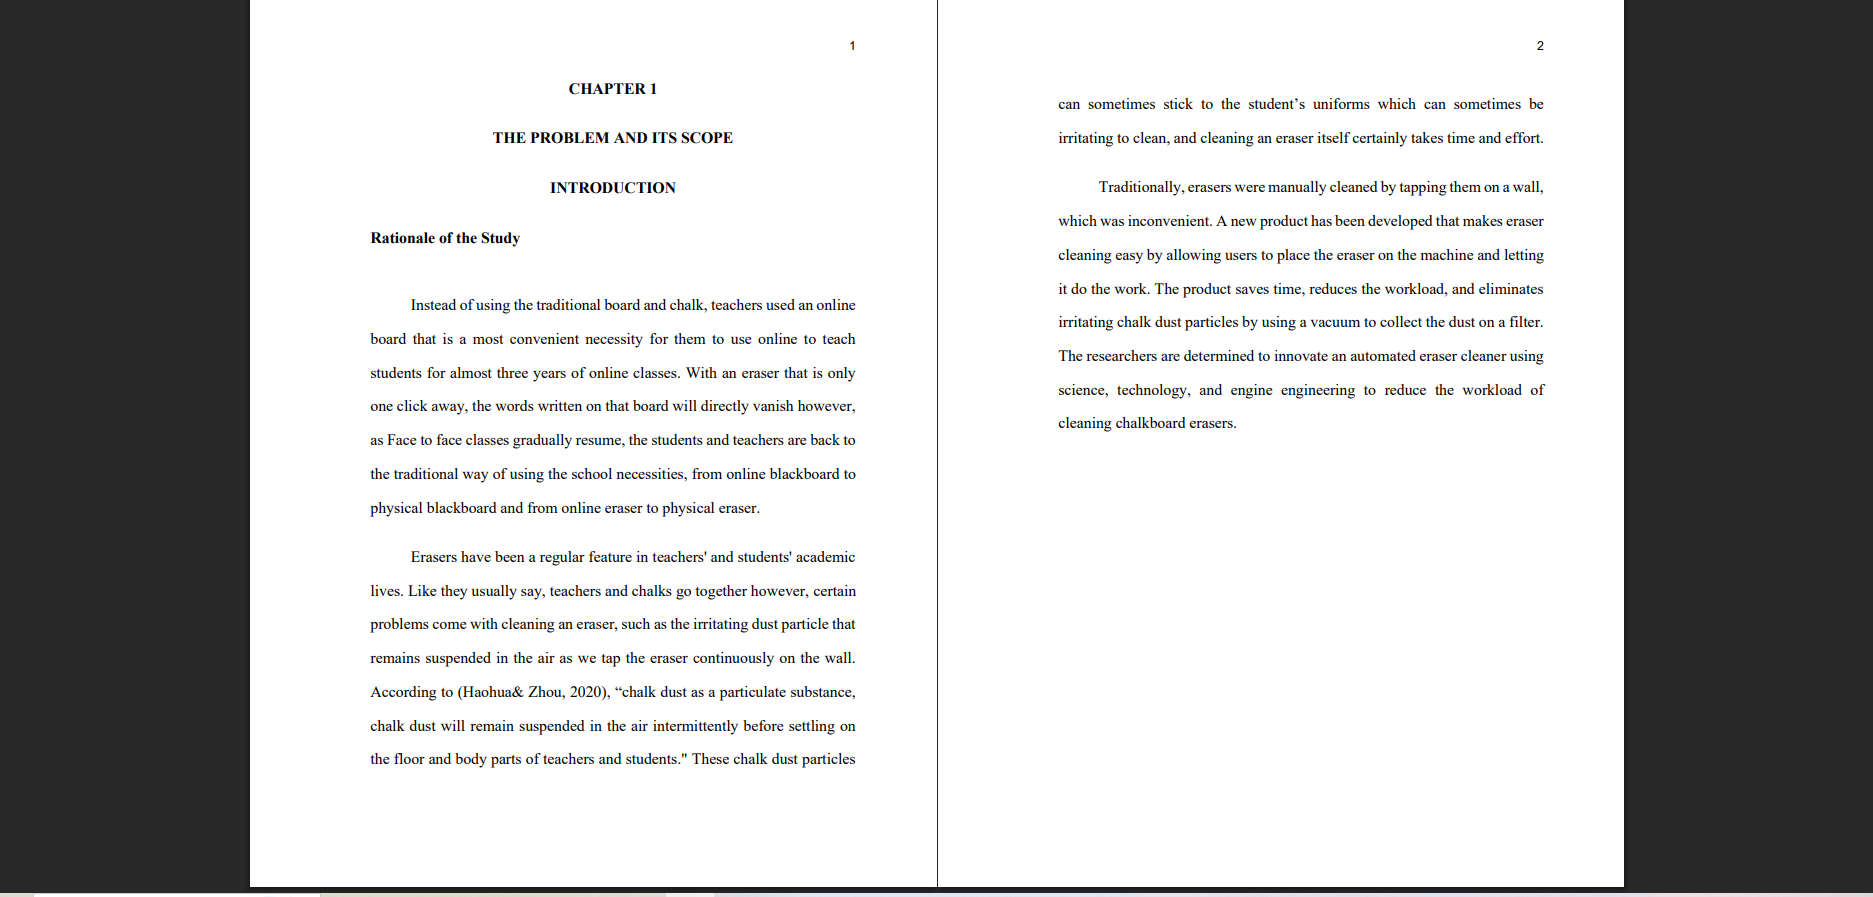 1
CHAPTER 1
THE PROBLEM AND ITS SCOPE
INTRODUCTION
Rationale of the Study
Instead of using the traditional board and chalk, teachers used an online
board that is a most convenient necessity for them to use online to teach
students for almost three years of online classes. With an eraser that is only
one click away, the words written on that board will directly vanish however,
as Face to face classes gradually resume, the students and teachers are back to
the traditional way of using the school necessities, from online blackboard to
physical blackboard and from online eraser to physical eraser.
Erasers have been a regular feature in teachers' and students' academic
lives. Like they usually say, teachers and chalks go together however, certain
problems come with cleaning an eraser, such as the irritating dust particle that
remains suspended in the air as we tap the eraser continuously on the wall.
According to (Haohua& Zhou, 2020), “chalk dust as a particulate substance,
chalk dust will remain suspended in the air intermittently before settling on
the floor and body parts of teachers and students." These chalk dust particles
2
can sometimes stick to the student’s uniforms which can sometimes be
irritating to clean, and cleaning an eraser itself certainly takes time and effort.
Traditionally, erasers were manually cleaned by tapping them on a wall,
which was inconvenient. A new product has been developed that makes eraser
cleaning easy by allowing users to place the eraser on the machine and letting
it do the work. The product saves time, reduces the workload, and eliminates
irritating chalk dust particles by using a vacuum to collect the dust on a filter.
The researchers are determined to innovate an automated eraser cleaner using
science, technology, and engine engineering to reduce the workload of
cleaning chalkboard erasers.